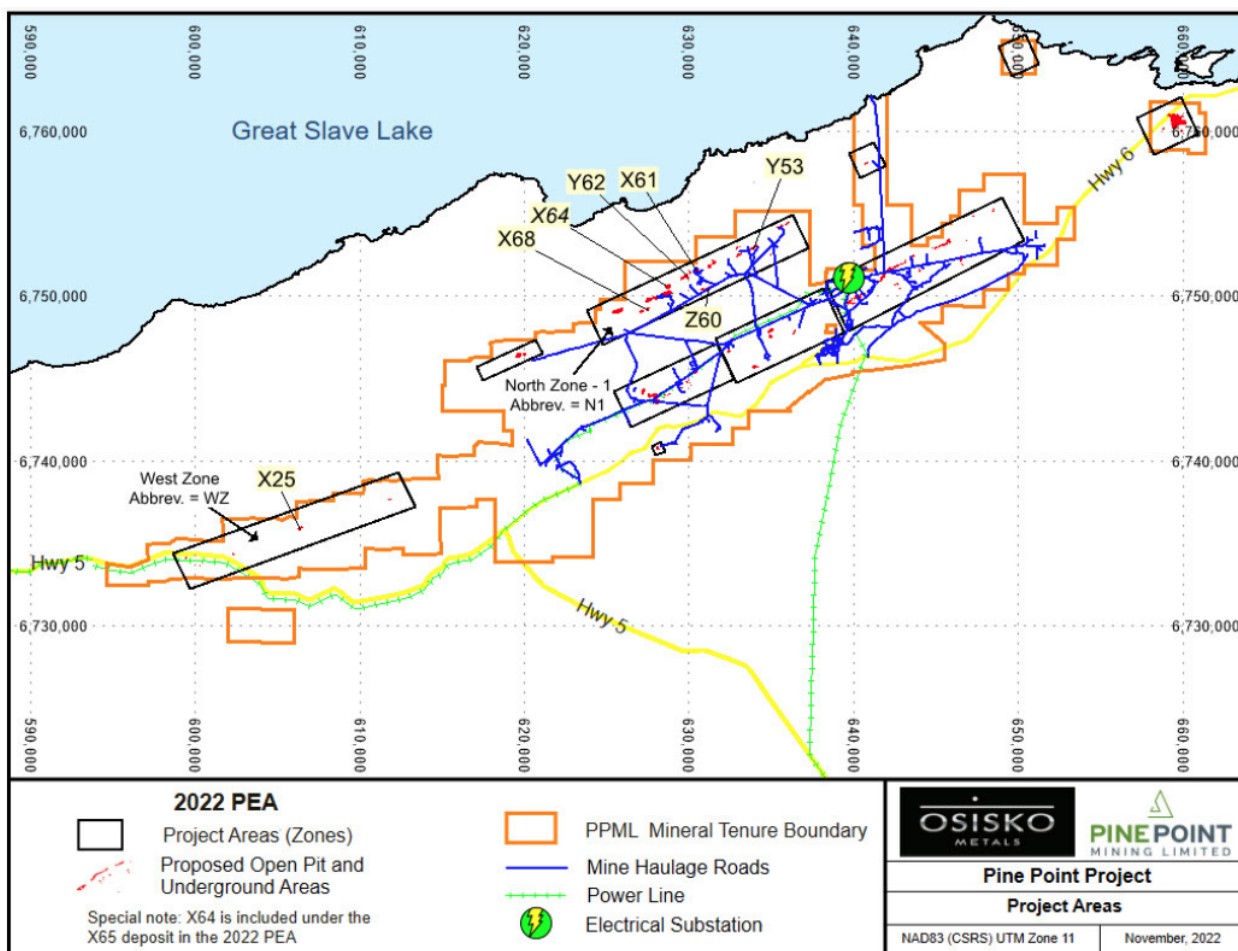 590,000
600,000
610,000
620,000
630,000
640,000
650,000
660,000
6,760,000
6,760,000
Great Slave Lake
Hwy 6
Y53
X61
Y62
X64
X68
6,750,000
6,750,000
Z60
North Zone - 1
Abbrev. = N1
6,740,000
6,740,000
West Zone
Abbrev. = WZ
X25
Hwy 5
Hwy 5
6,730,000
6,730,000
590,000
600,000
610,000
620,000
630,000
640,000
650,000
660,000
2022 PEA
Project Areas (Zones)
Proposed Open Pit and
Underground Areas
Special note: X64 is included under the
X65 deposit in the 2022 PEA
PPML Mineral Tenure Boundary
Mine Haulage Roads
Power Line
Electrical Substation
OSISKO
METALS
PINE POINT
MINING LIMITED
Pine Point Project
Project Areas
NAD83 (CSRS) UTM Zone 11
November, 2022